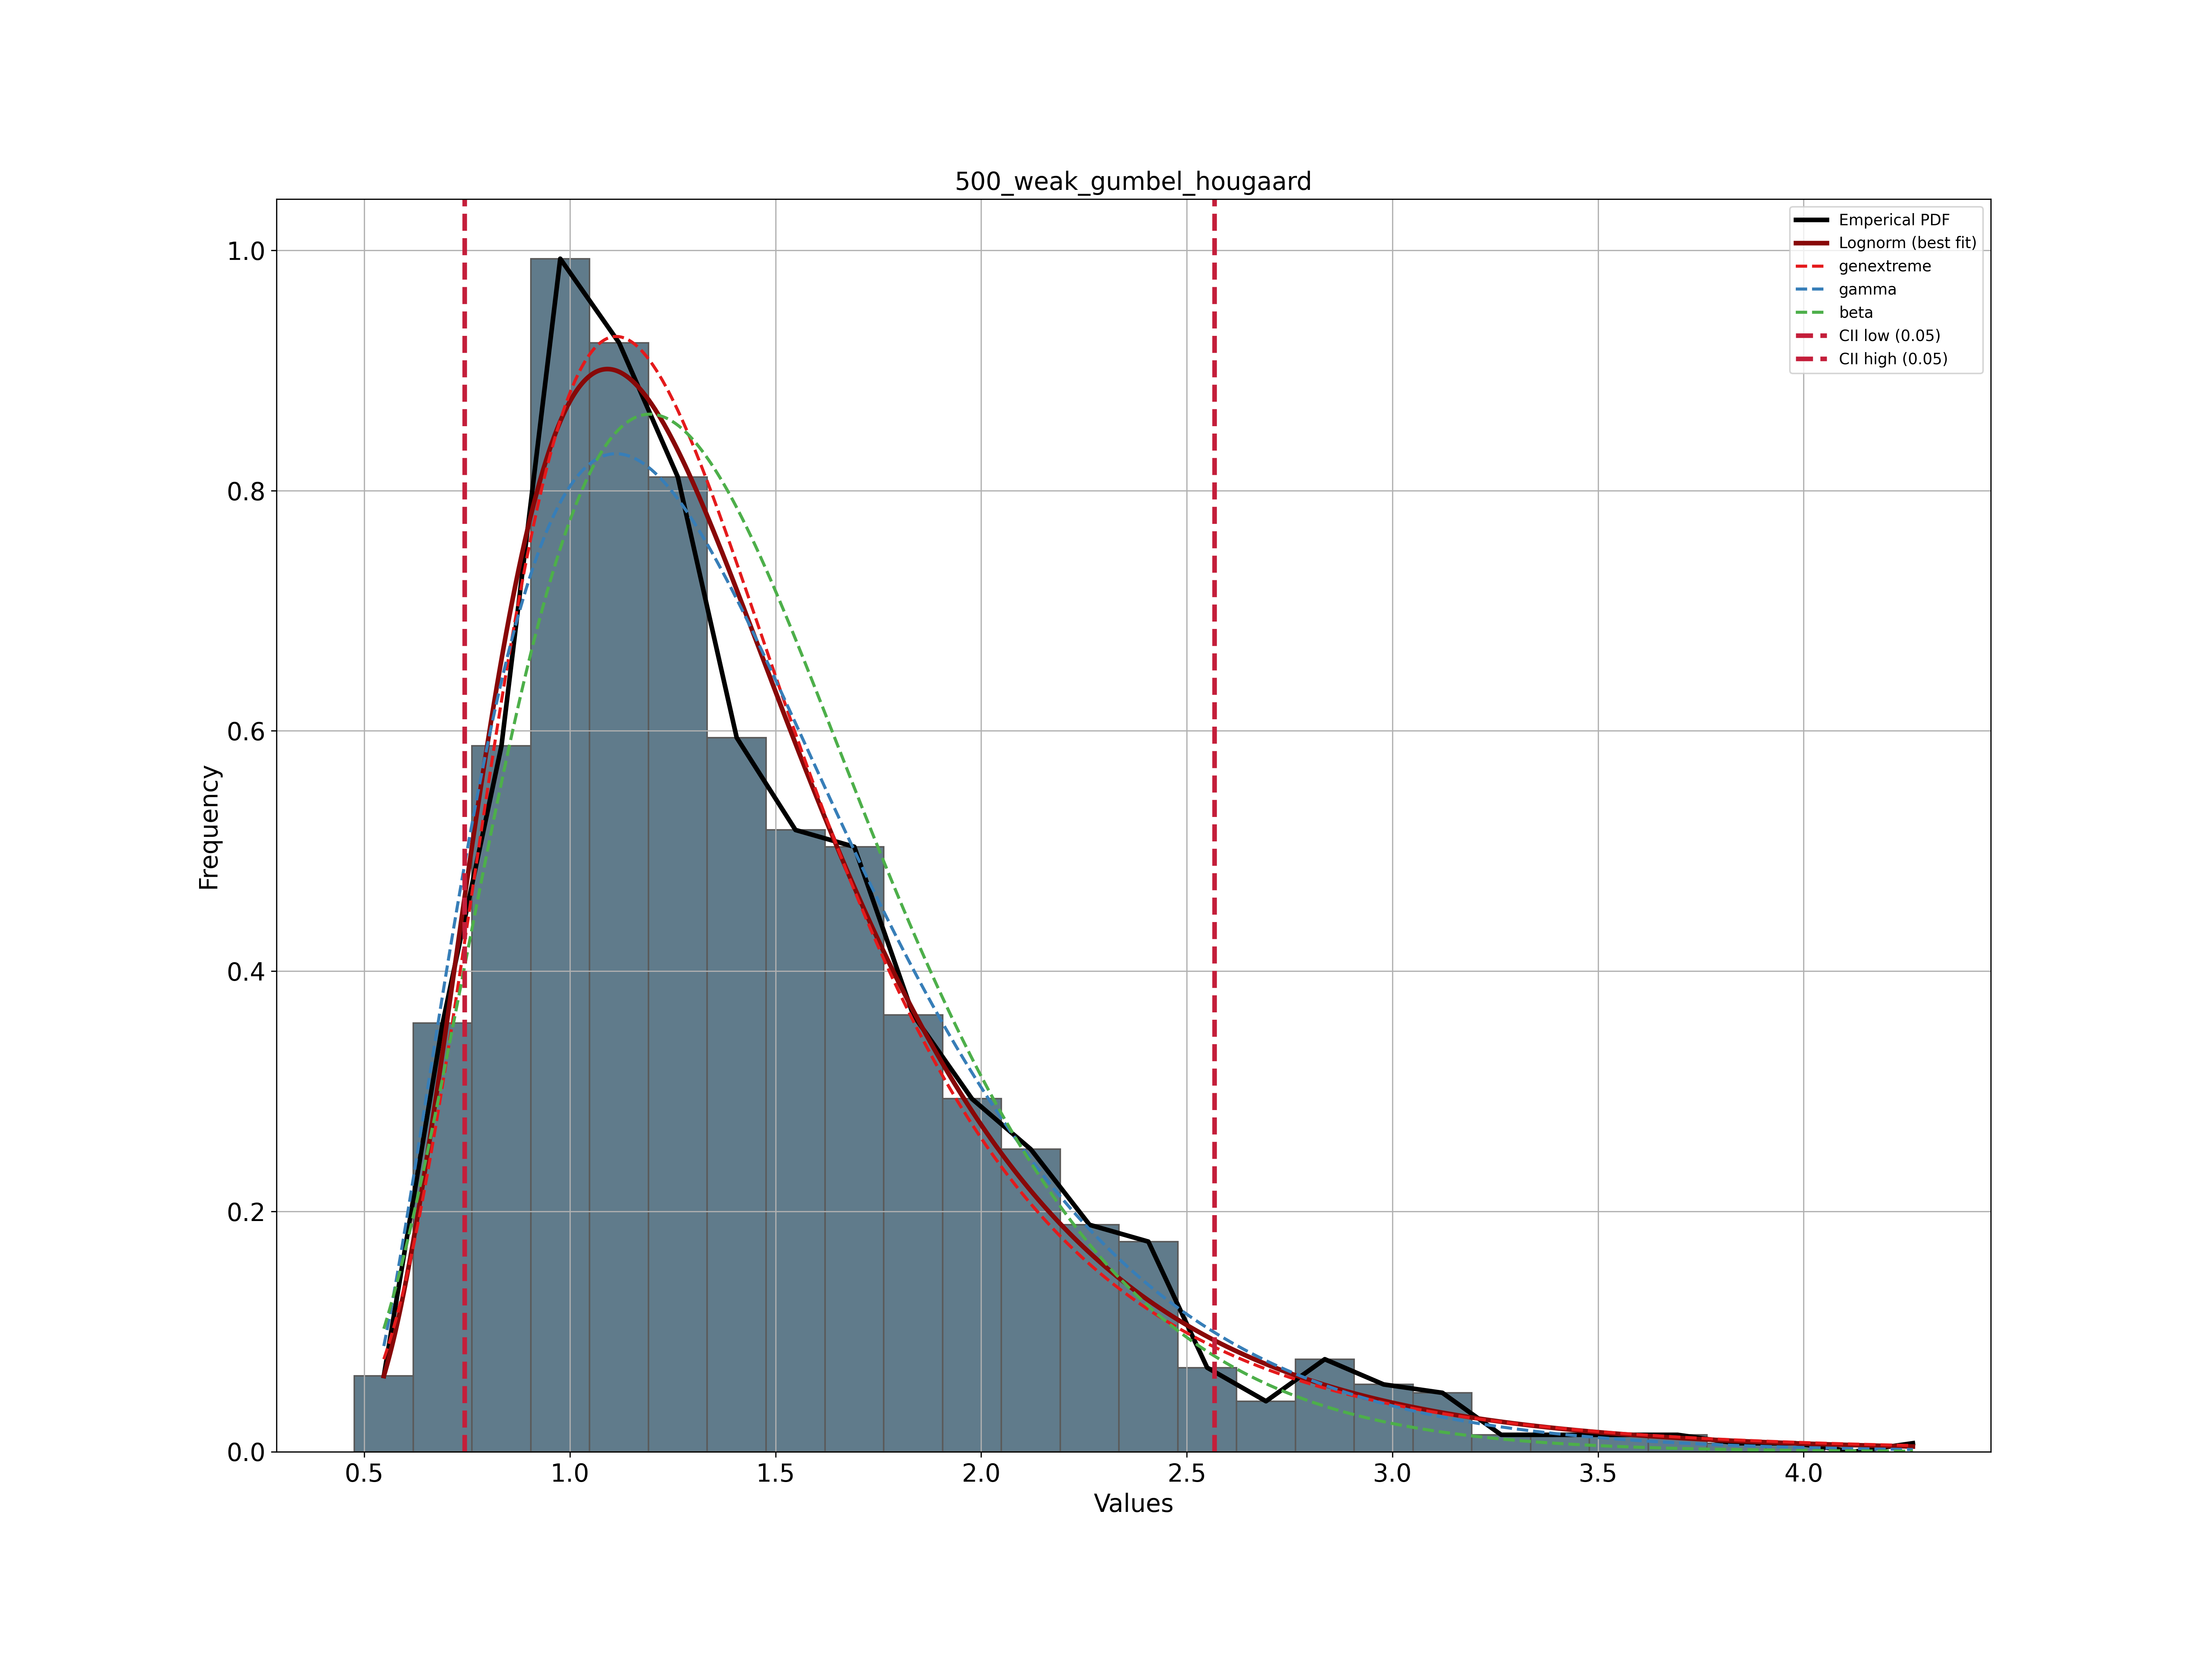 500_weak_gumbel_hougaard
Emperical PDF
Lognorm (best fit)
genextreme
gamma
beta
CII low (0.05)
CII high (0.05)
Frequency
1.0
0.8
0.6
0.4
0.2
0.0
0.5 1.0 1.5 2.0 2.5 3.0 3.5 4.0
Values